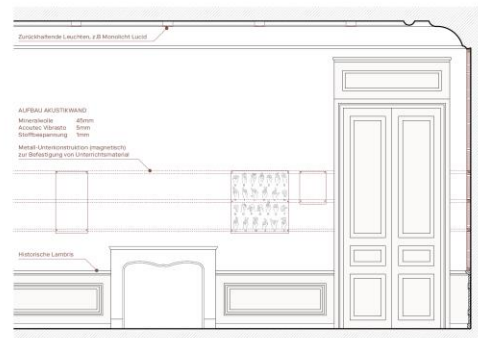 Zurückhaltende Leuchten, z.B Monolicht Lucid
AUFBAU AKUSTIKWAND
Mineralwolle 45mm
Acoutec Vibrasto 5mm
Stoffbespannung 1mm
Metall-Unterkonstruktion (magnetisch)
zur Befestigung von Unterrichtsmaterial
Historische Lambris